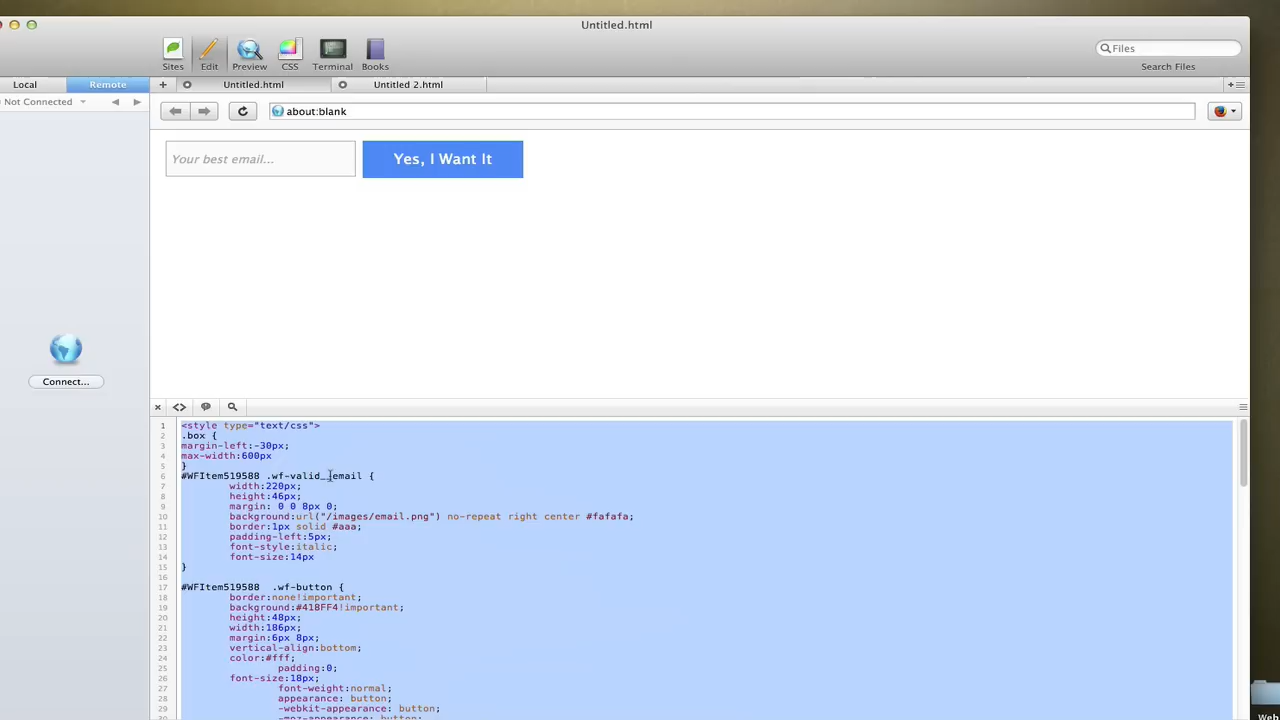 Untitled.html
Sites
Edit
Preview
CSS
Terminal
Books
Files
Search Files
Local
Remote
Untitled.html
Untitled 2.html
Not Connected
about:blank
Your best email...
Yes, I Want It
Connect...
1 <style type="text/css">
2 .box {
3 margin-left:-30px;
4 max-width:600px
5 }
6 #WFItem519588 .wf-valid__email {
7 width:220px;
8 height:46px;
9 margin: 0 0 8px 0;
10 background:url("/images/email.png") no-repeat right center #fafafa;
11 border:1px solid #aaa;
12 padding-left:5px;
13 font-style:italic;
14 font-size:14px
15 }
16
17 #WFItem519588 .wf-button {
18 border:none!important;
19 background:#418FF4!important;
20 height:48px;
21 width:186px;
22 margin:6px 8px;
23 vertical-align:bottom;
24 color:#fff;
25 padding:0;
26 font-size:18px;
27 font-weight:normal;
28 appearance: button;
29 -webkit-appearance: button;
30 -moz-appearance: button;